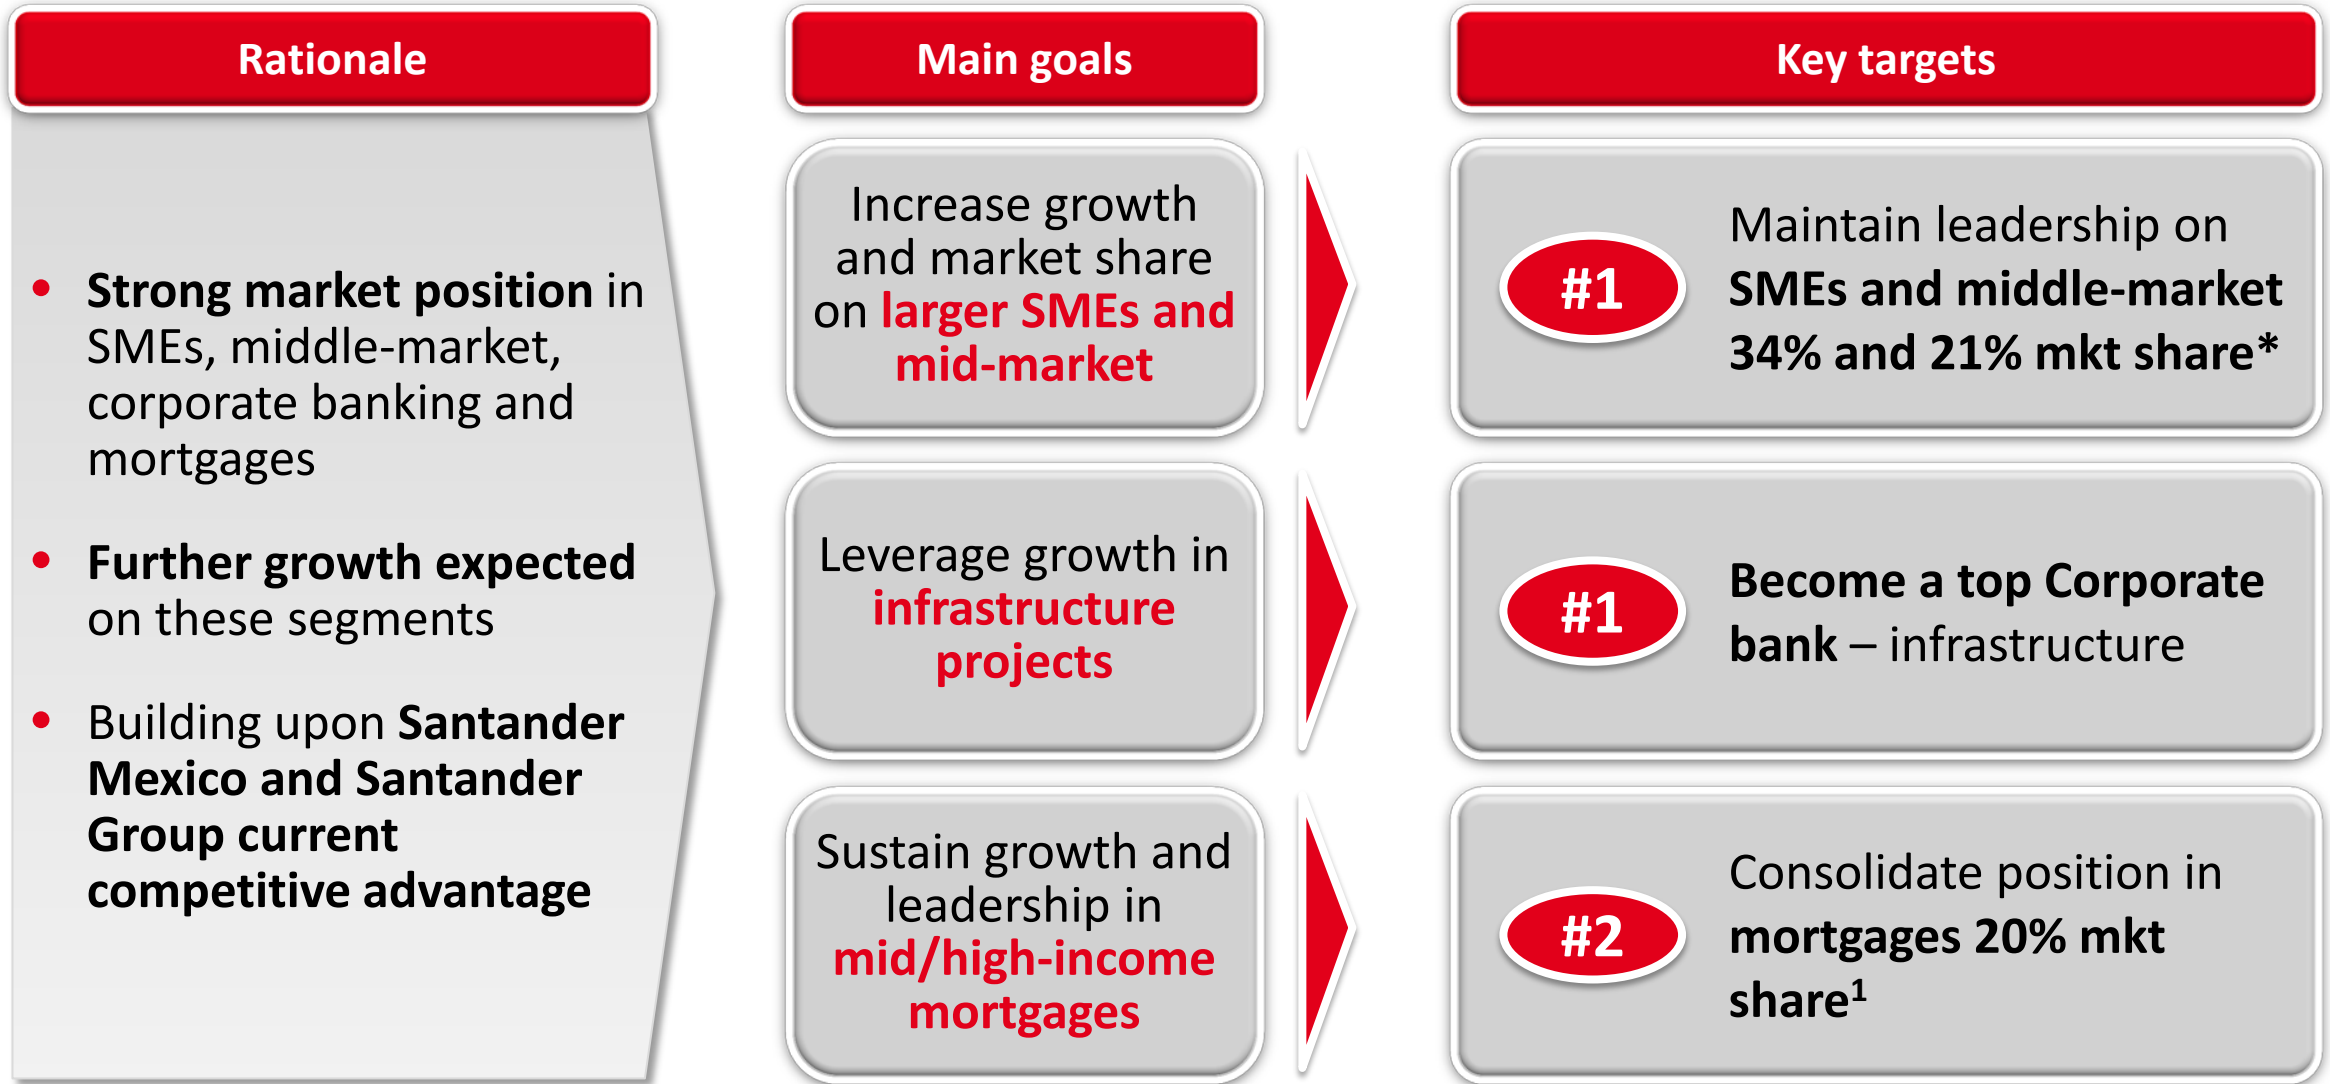 Rationale
• Strong market position in
SMEs, middle-market,
corporate banking and
mortgages
• Further growth expected
on these segments
• Building upon Santander
Mexico and Santander
Group current
competitive advantage
Main goals
Increase growth
and market share
on larger SMEs and
mid-market
Leverage growth in
infrastructure
projects
Sustain growth and
leadership in
mid/high-income
mortgages
Key targets
#1
Maintain leadership on
SMEs and middle-market
34% and 21% mkt share*
#1
Become a top Corporate
bank – infrastructure
#2
Consolidate position in
mortgages 20% mkt
share¹